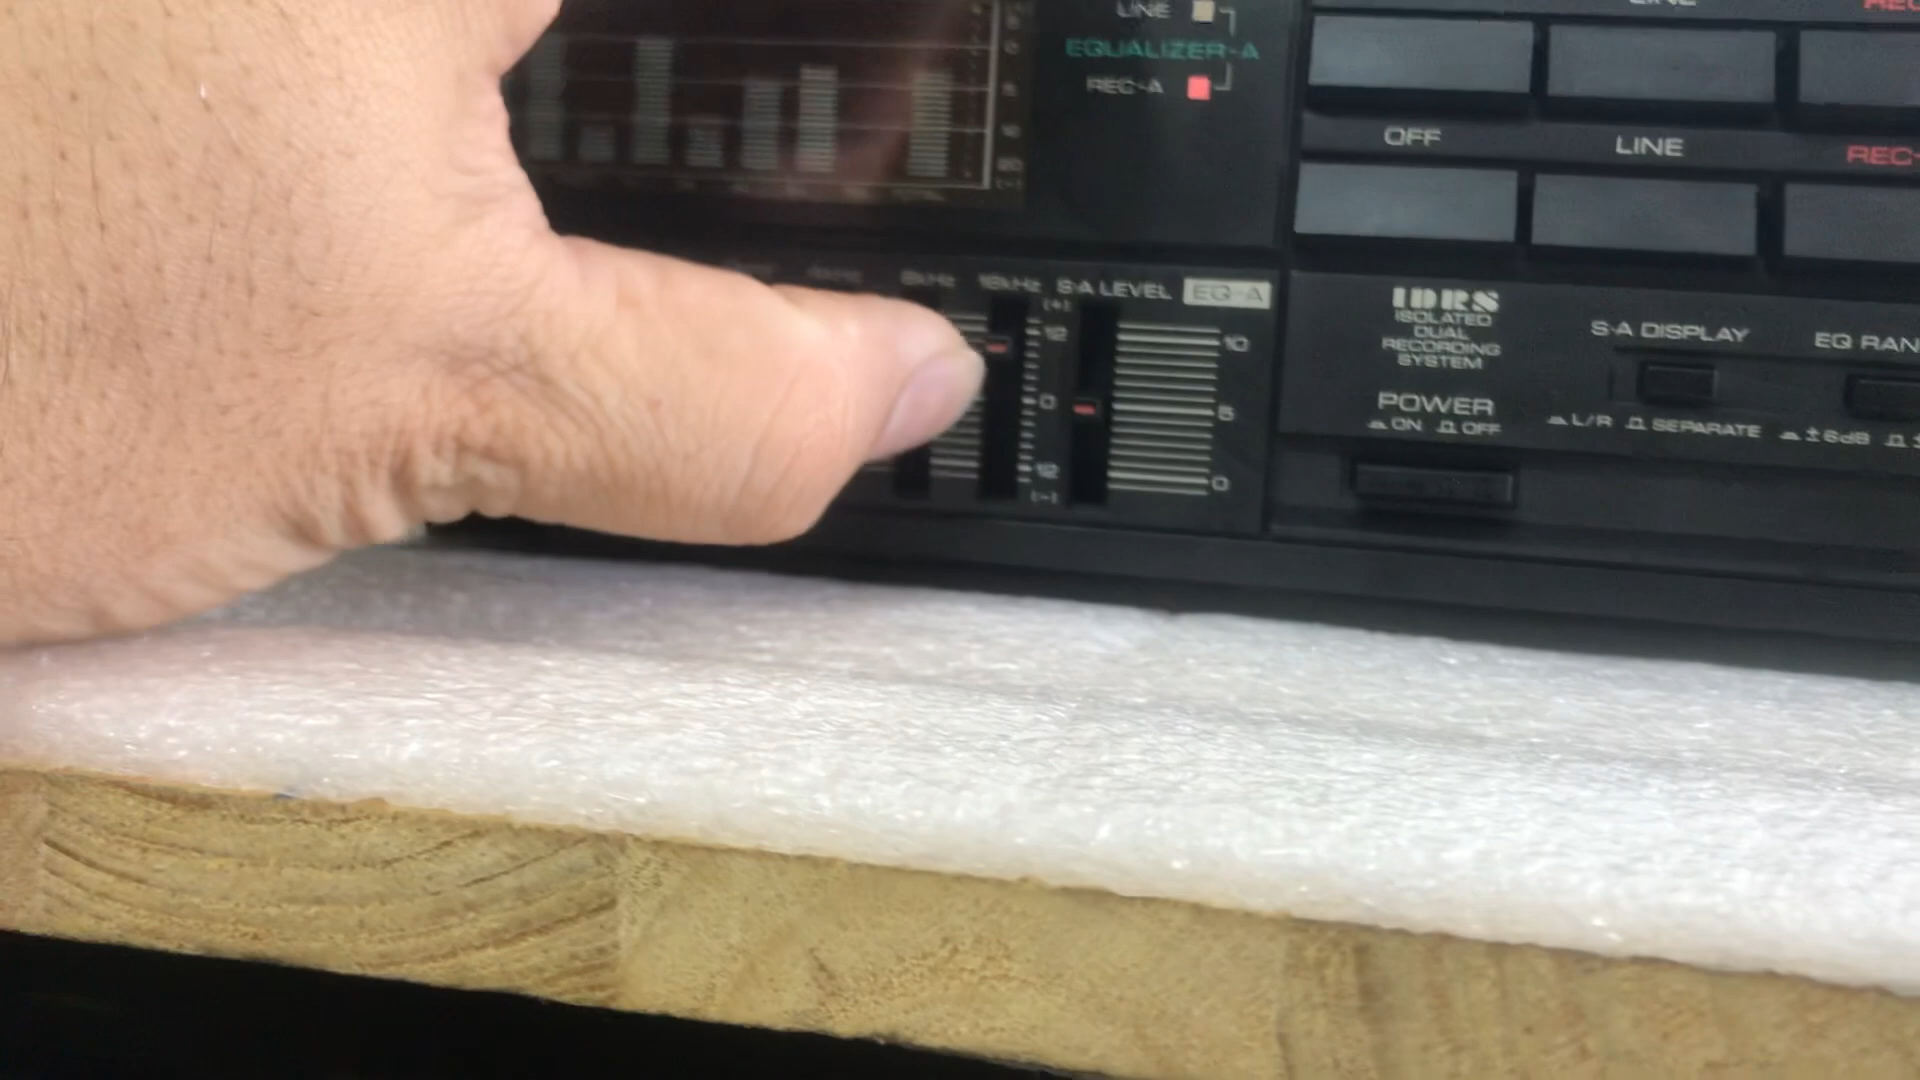 LINE
EQUALIZER-A
REC-A
OFF
LINE
REC-
8kHz
16kHz
S-A LEVEL
EQ-A
(+)
12
0
12
(-)
10
5
0
IDRS
ISOLATED
DUAL
RECORDING
SYSTEM
POWER
ON
OFF
S-A DISPLAY
L/R
SEPARATE
EQ RAN
±6dB